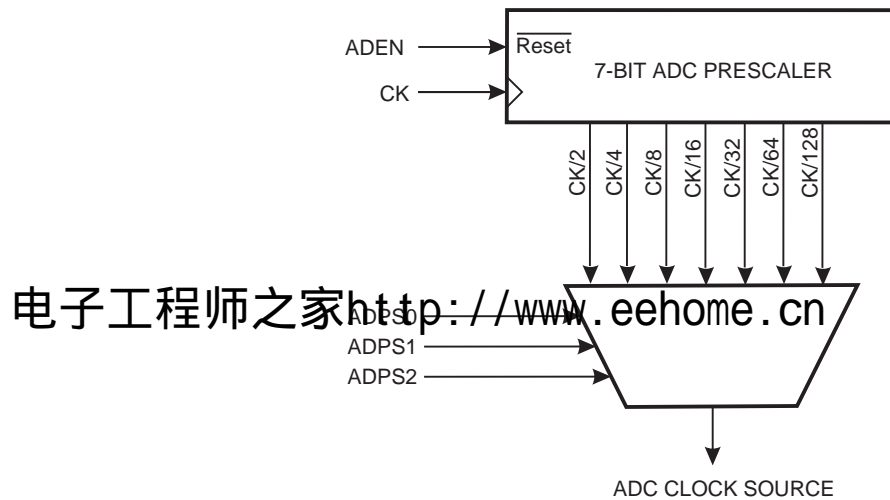 ADEN
Reset
7-BIT ADC PRESCALER
CK
CK/2
CK/4
CK/8
CK/16
CK/32
CK/64
CK/128
电子工程师之家http://www.eehome.cn
ADPS0
ADPS1
ADPS2
ADC CLOCK SOURCE